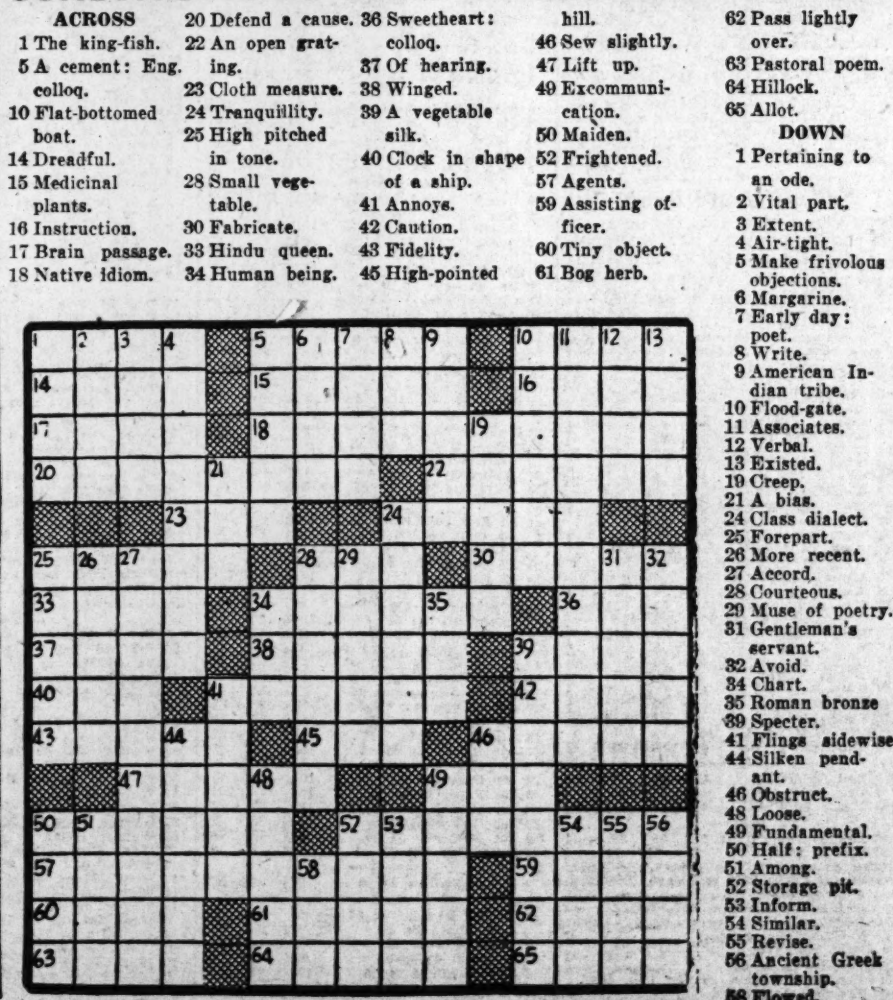 ACROSS
1 The king-fish.
5 A cement: Eng.
colloq.
10 Flat-bottomed
boat.
14 Dreadful.
15 Medicinal
plants.
16 Instruction.
17 Brain passage.
18 Native idiom.
20 Defend a cause.
22 An open grat-
ing.
23 Cloth measure.
24 Tranquillity.
25 High pitched
in tone.
28 Small vege-
table.
30 Fabricate.
33 Hindu queen.
34 Human being.
36 Sweetheart:
colloq.
37 Of hearing.
38 Winged.
39 A vegetable
silk.
40 Clock in shape
of a ship.
41 Annoys.
42 Caution.
43 Fidelity.
45 High-pointed
hill.
46 Sew slightly.
47 Lift up.
49 Excommuni-
cation.
50 Maiden.
52 Frightened.
57 Agents.
59 Assisting of-
ficer.
60 Tiny object.
61 Bog herb.
62 Pass lightly
over.
63 Pastoral poem.
64 Hillock.
65 Allot.
DOWN
1 Pertaining to
an ode.
2 Vital part.
3 Extent.
4 Air-tight.
5 Make frivolous
objections.
6 Margarine.
7 Early day:
poet.
8 Write.
9 American In-
dian tribe.
10 Flood-gate.
11 Associates.
12 Verbal.
13 Existed.
19 Creep.
21 A bias.
24 Class dialect.
25 Forepart.
26 More recent.
27 Accord.
28 Courteous.
29 Muse of poetry.
31 Gentleman's
servant.
32 Avoid.
34 Chart.
35 Roman bronze
39 Specter.
41 Flings sidewise
44 Silken pend-
ant.
46 Obstruct.
48 Loose.
49 Fundamental.
50 Half: prefix.
51 Among.
52 Storage pit.
53 Inform.
54 Similar.
55 Revise.
56 Ancient Greek
township.
58 Flowed.
1 2 3 4 5 6 7 8 9 10 11 12 13
14 15 16
17 18 19
20 21 22
23 24
25 26 27 28 29 30 31 32
33 34 35 36
37 38 39
40 41 42
43 44 45 46
47 48 49
50 51 52 53 54 55 56
57 58 59
60 61 62
63 64 65